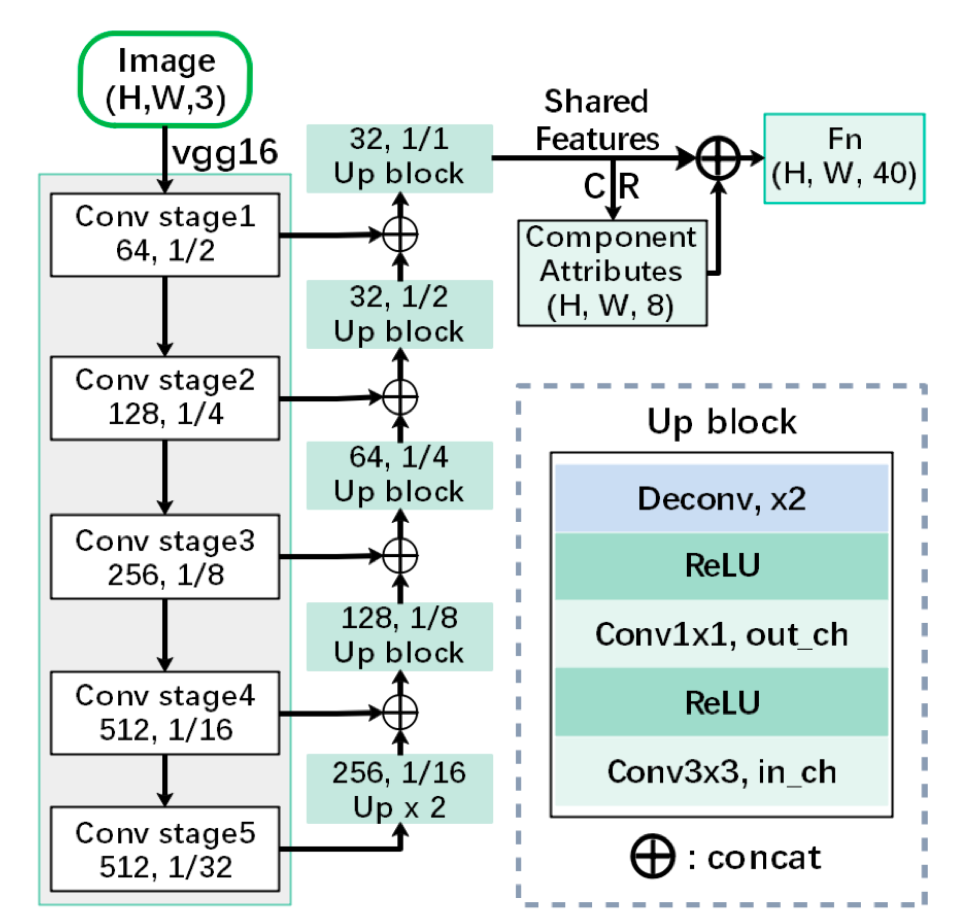 Image
(H,W,3)
vgg16
Conv stage1
64, 1/2
Conv stage2
128, 1/4
Conv stage3
256, 1/8
Conv stage4
512, 1/16
Conv stage5
512, 1/32
32, 1/1
Up block
32, 1/2
Up block
64, 1/4
Up block
128, 1/8
Up block
256, 1/16
Up x 2
Shared
Features
C R
Component
Attributes
(H, W, 8)
Fn
(H, W, 40)
Up block
Deconv, x2
ReLU
Conv1x1, out_ch
ReLU
Conv3x3, in_ch
⊕ : concat